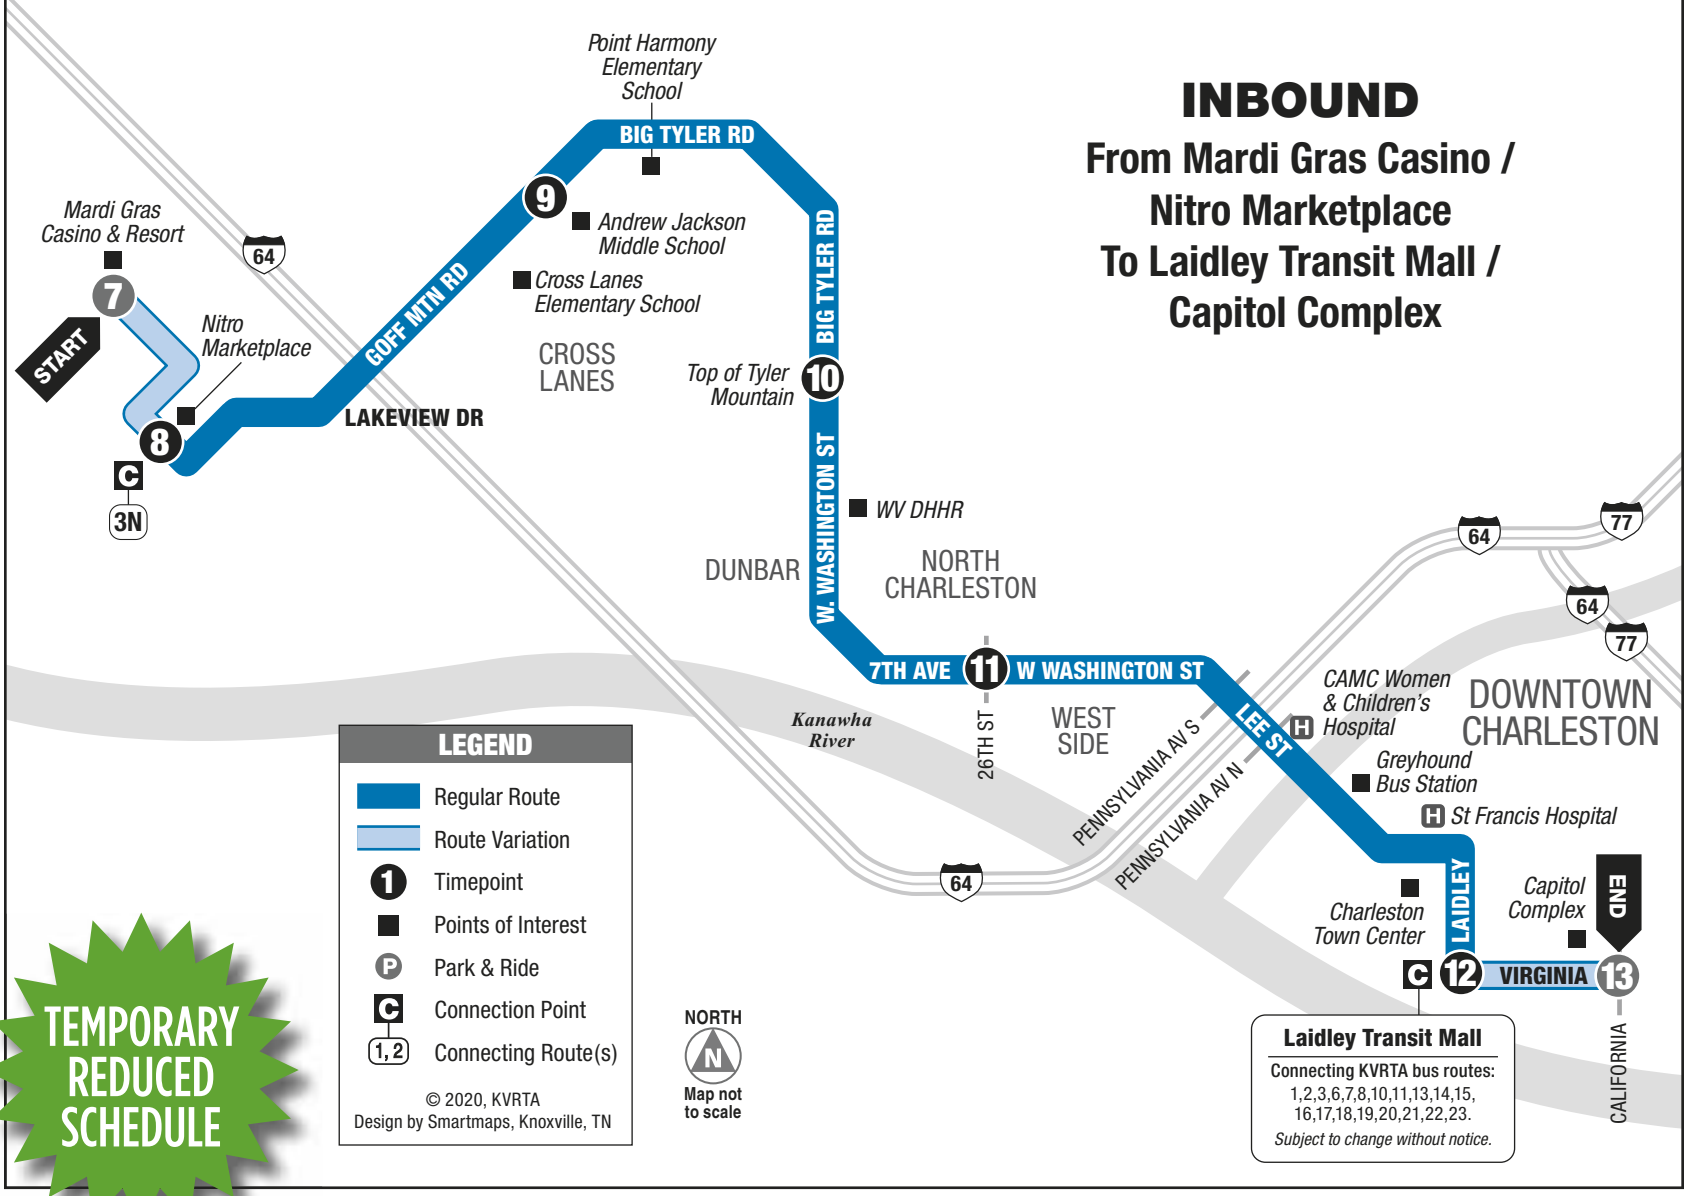 INBOUND
From Mardi Gras Casino /
Nitro Marketplace
To Laidley Transit Mall /
Capitol Complex
Point Harmony
Elementary
School
BIG TYLER RD
9
Andrew Jackson
Middle School
Cross Lanes
Elementary School
Mardi Gras
Casino & Resort
64
7
START
Nitro
Marketplace
GOFF MTN RD
CROSS
LANES
BIG TYLER RD
Top of Tyler
Mountain
10
LAKEVIEW DR
8
C
3N
W. WASHINGTON ST
WV DHHR
DUNBAR
NORTH
CHARLESTON
64
77
64
77
7TH AVE
11
W WASHINGTON ST
26TH ST
WEST
SIDE
Kanawha
River
PENNSYLVANIA AV S
PENNSYLVANIA AV N
LEE ST
H
CAMC Women
& Children's
Hospital
DOWNTOWN
CHARLESTON
Greyhound
Bus Station
H
St Francis Hospital
64
LAIDLEY
Charleston
Town Center
Capitol
Complex
END
C
12
VIRGINIA
13
CALIFORNIA
Laidley Transit Mall
Connecting KVRTA bus routes:
1,2,3,6,7,8,10,11,13,14,15,
16,17,18,19,20,21,22,23.
Subject to change without notice.
LEGEND
Regular Route
Route Variation
1
Timepoint
Points of Interest
P
Park & Ride
C
Connection Point
1, 2
Connecting Route(s)
© 2020, KVRTA
Design by Smartmaps, Knoxville, TN
NORTH
N
Map not
to scale
TEMPORARY
REDUCED
SCHEDULE